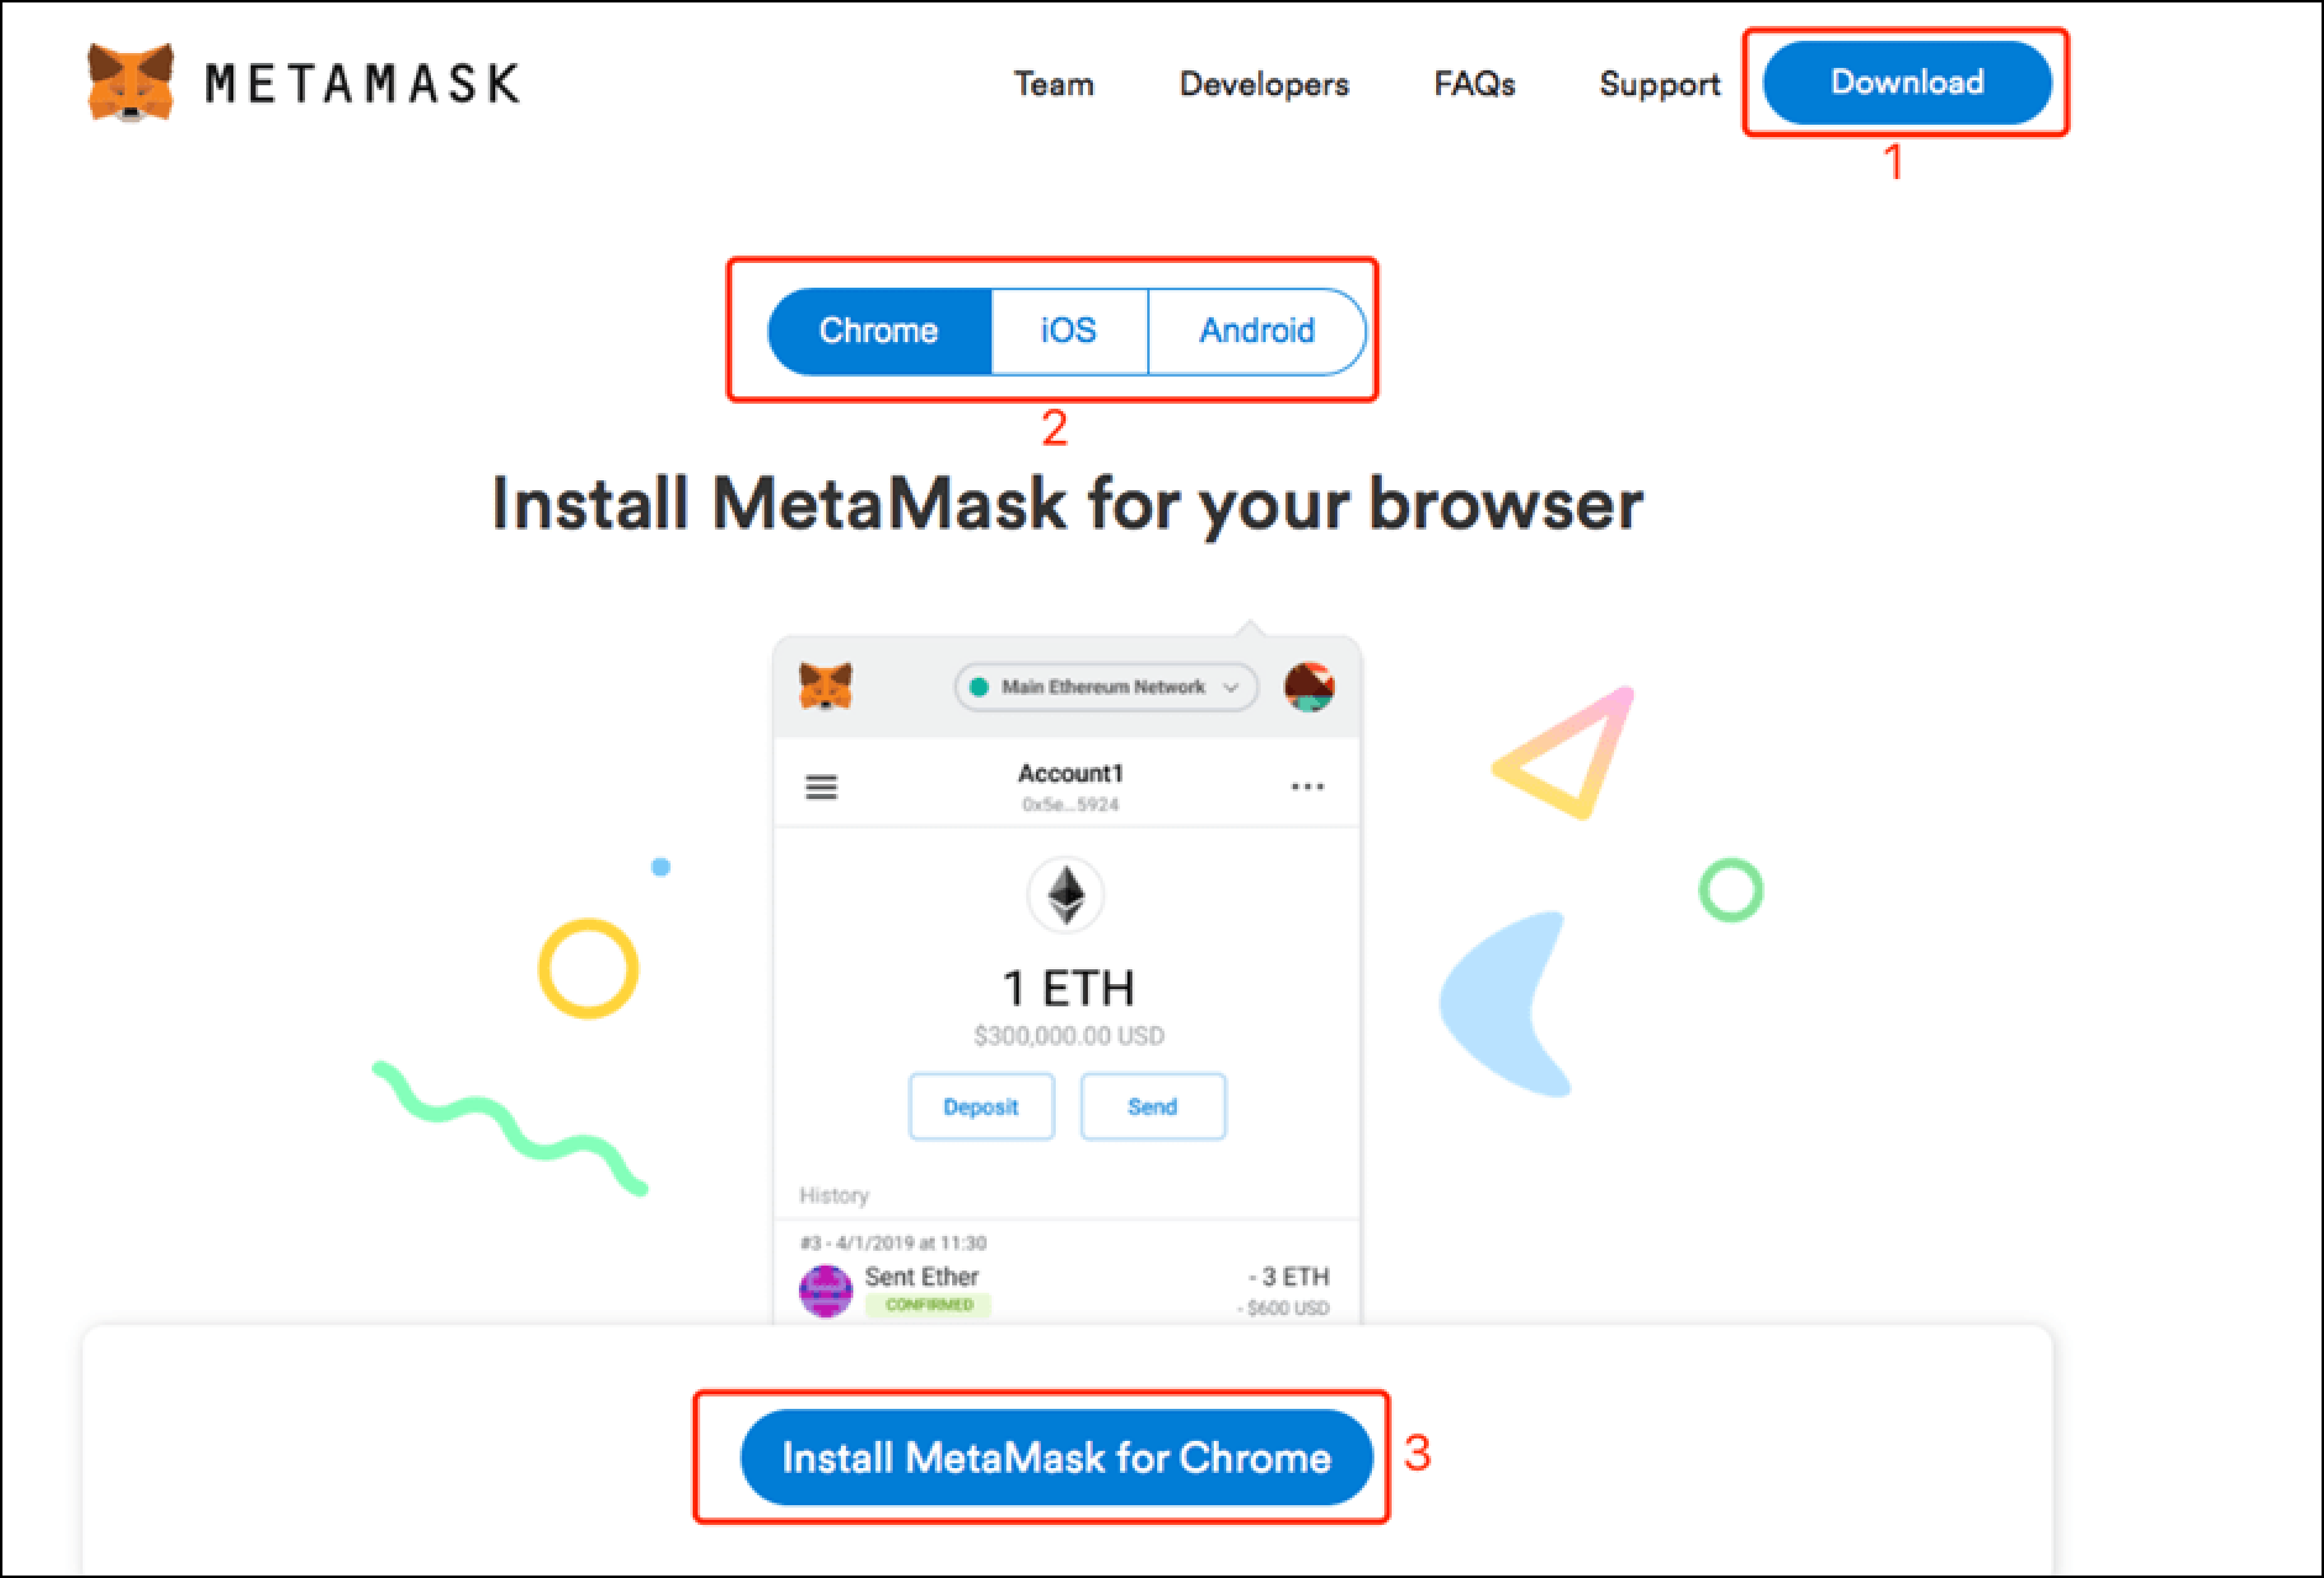 METAMASK
Team Developers FAQs Support Download
1
Chrome iOS Android
2
Install MetaMask for your browser
Main Ethereum Network
Account1
0x5e...5924
1 ETH
$300,000.00 USD
Deposit Send
History
#3 - 4/1/2019 at 11:30
Sent Ether - 3 ETH
CONFIRMED - $600 USD
Install MetaMask for Chrome 3